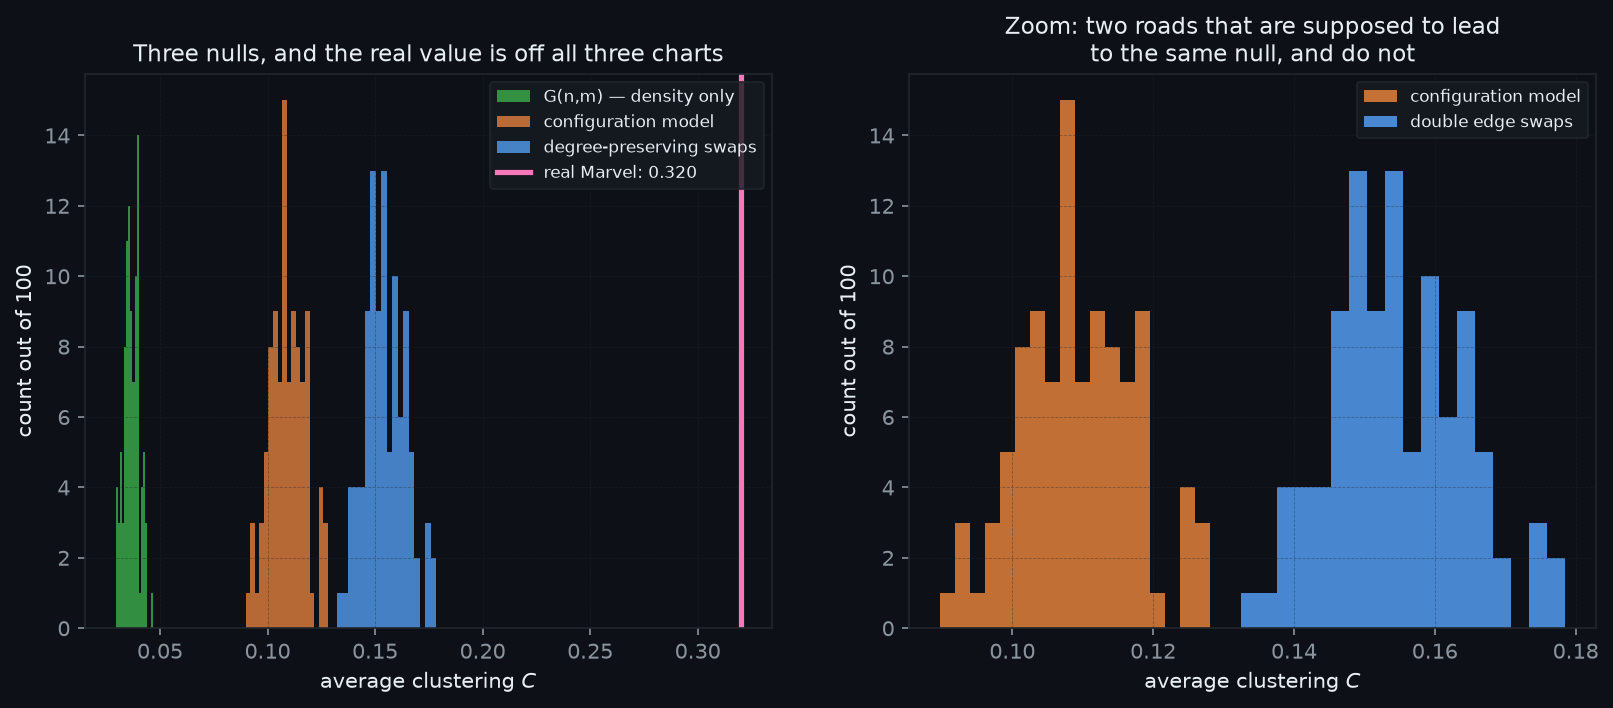 Three nulls, and the real value is off all three charts
G(n,m) — density only
configuration model
degree-preserving swaps
real Marvel: 0.320
count out of 100
14
12
10
8
6
4
2
0
0.05 0.10 0.15 0.20 0.25 0.30
average clustering C
Zoom: two roads that are supposed to lead
to the same null, and do not
configuration model
double edge swaps
count out of 100
14
12
10
8
6
4
2
0
0.10 0.12 0.14 0.16 0.18
average clustering C